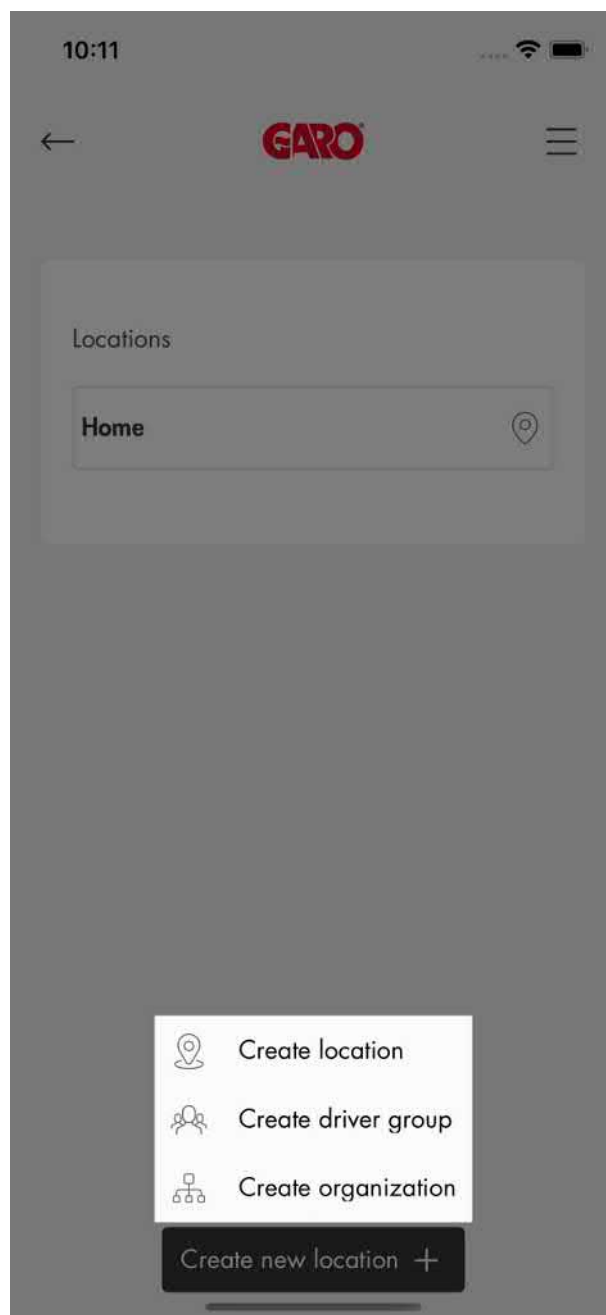 10:11
GARO
Locations
Home
Create location
Create driver group
Create organization
Create new location +